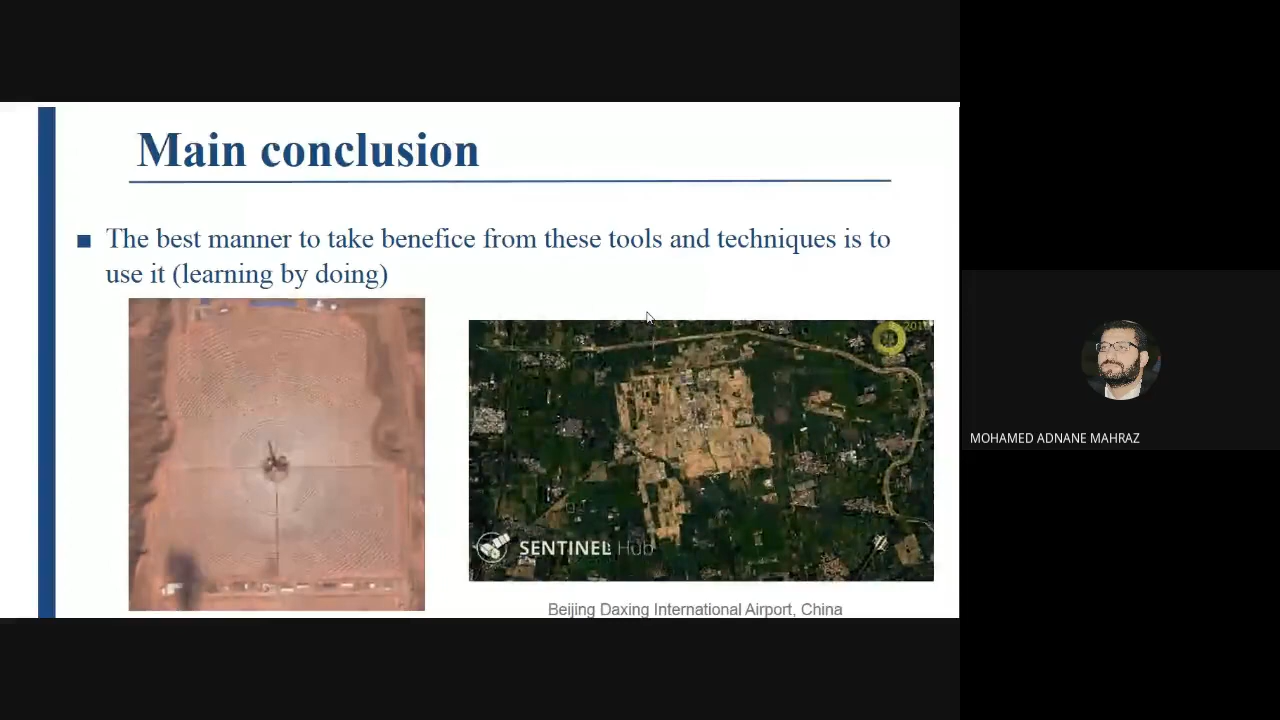 Main conclusion
The best manner to take benefice from these tools and techniques is to
use it (learning by doing)
SENTINEL Hub
Beijing Daxing International Airport, China
MOHAMED ADNANE MAHRAZ